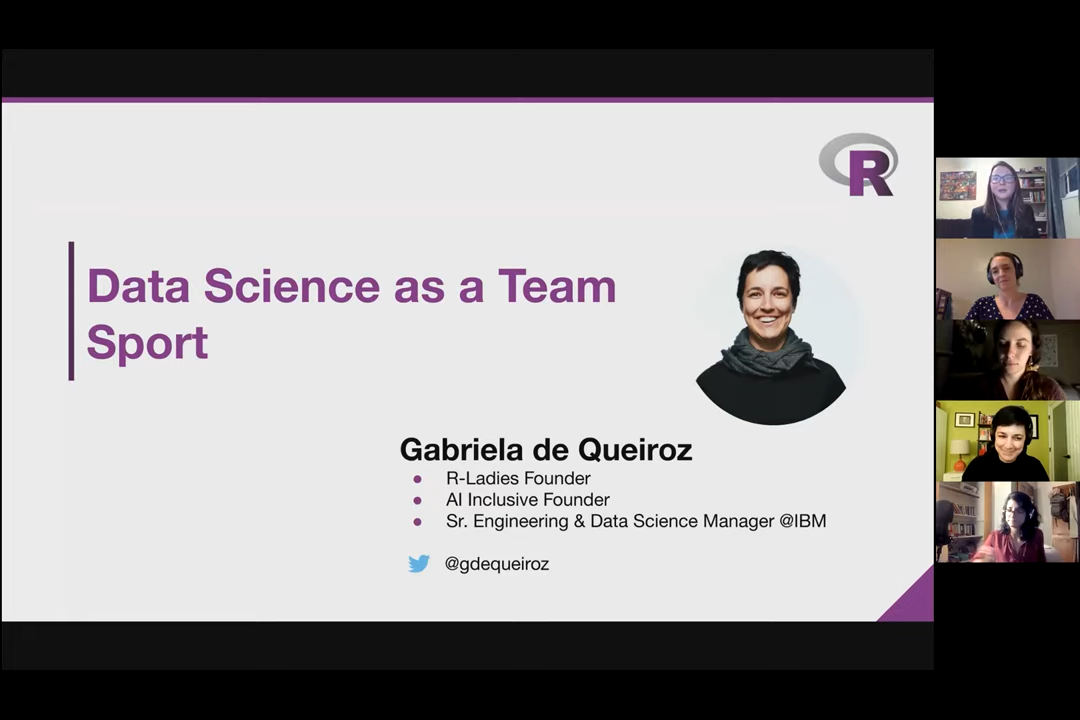 R
Data Science as a Team
Sport
Gabriela de Queiroz
R-Ladies Founder
AI Inclusive Founder
Sr. Engineering & Data Science Manager @IBM
@gdequeiroz